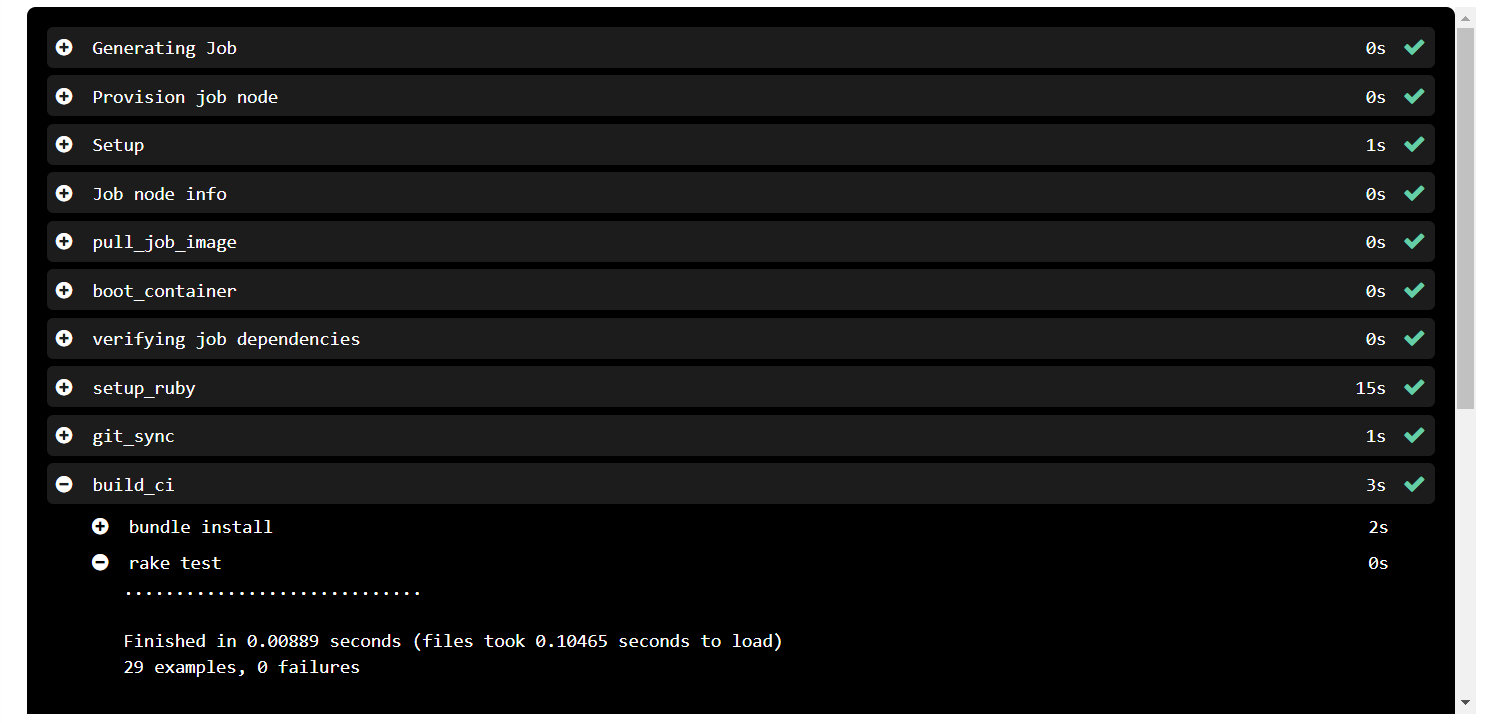 Generating Job 0s
Provision job node 0s
Setup 1s
Job node info 0s
pull_job_image 0s
boot_container 0s
verifying job dependencies 0s
setup_ruby 15s
git_sync 1s
build_ci 3s
bundle install 2s
rake test 0s
.............................
Finished in 0.00889 seconds (files took 0.10465 seconds to load)
29 examples, 0 failures